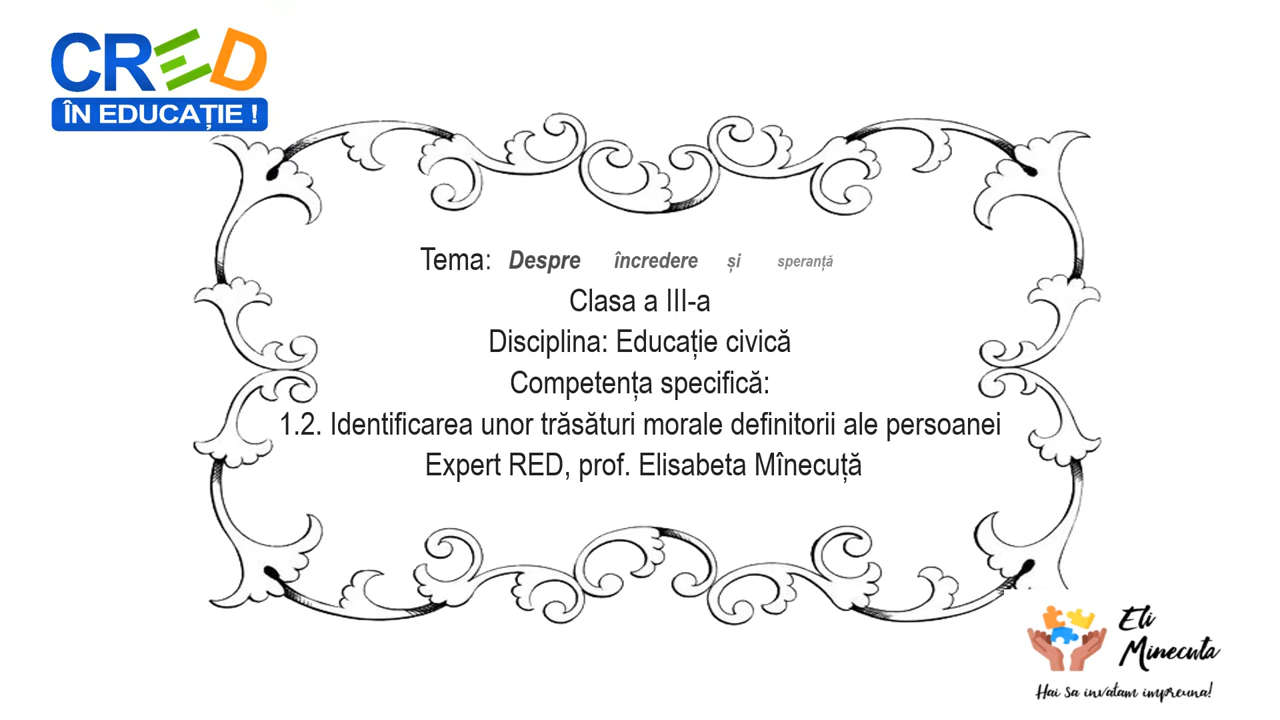 CRED
ÎN EDUCAȚIE !
Tema: Despre încredere și speranță
Clasa a III-a
Disciplina: Educație civică
Competența specifică:
1.2. Identificarea unor trăsături morale definitorii ale persoanei
Expert RED, prof. Elisabeta Mînecuță
Eli
Minecuta
Hai sa invatam impreuna!